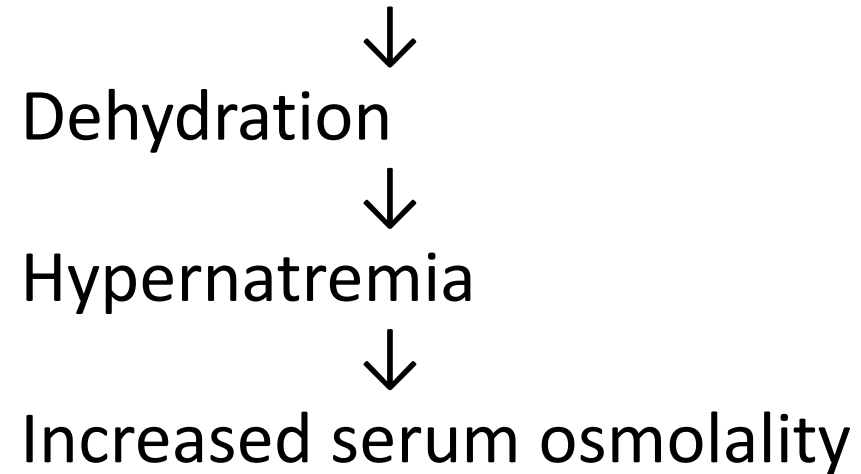 ↓
Dehydration
↓
Hypernatremia
↓
Increased serum osmolality